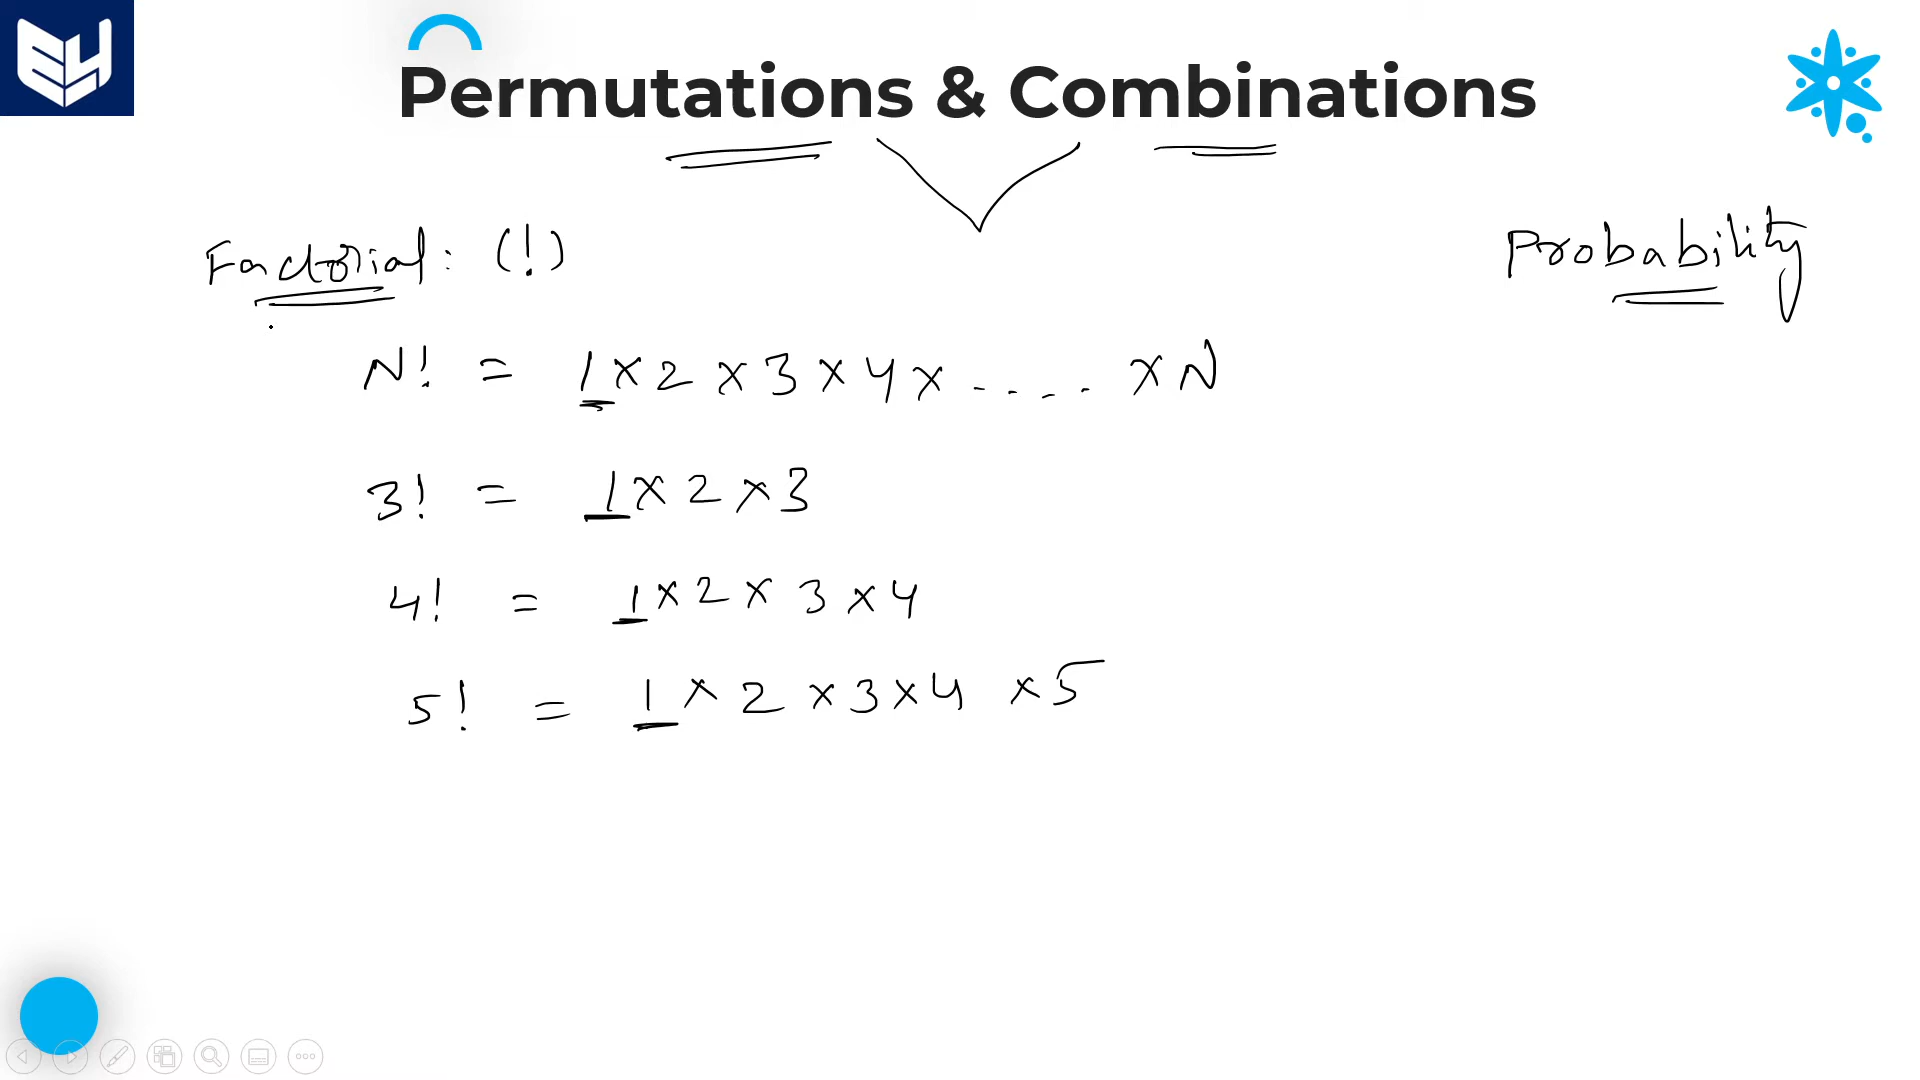 Permutations & Combinations
Factorial: (!)
Probability
N! = 1 × 2 × 3 × 4 × . . . . × N
3! = 1 × 2 × 3
4! = 1 × 2 × 3 × 4
5! = 1 × 2 × 3 × 4 × 5